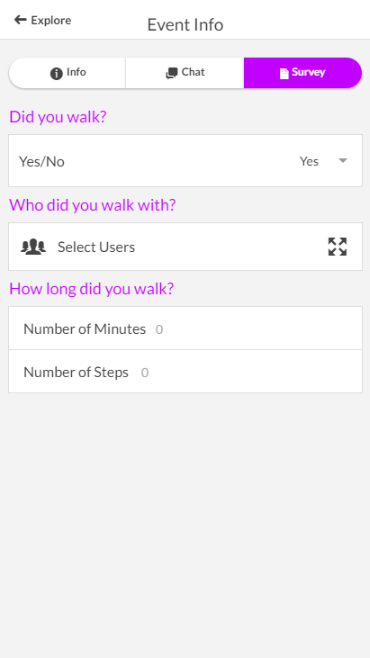 Explore
Event Info
Info
Chat
Survey
Did you walk?
Yes/No Yes
Who did you walk with?
Select Users
How long did you walk?
Number of Minutes 0
Number of Steps 0